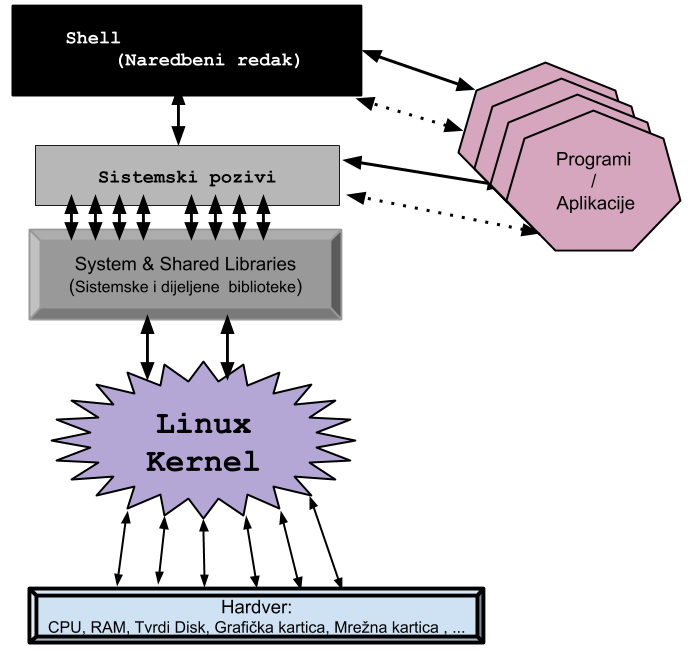 Shell
(Naredbeni redak)
Sistemski pozivi
Programi
/
Aplikacije
System & Shared Libraries
(Sistemske i dijeljene biblioteke)
Linux
Kernel
Hardver:
CPU, RAM, Tvrdi Disk, Grafička kartica, Mrežna kartica , ...